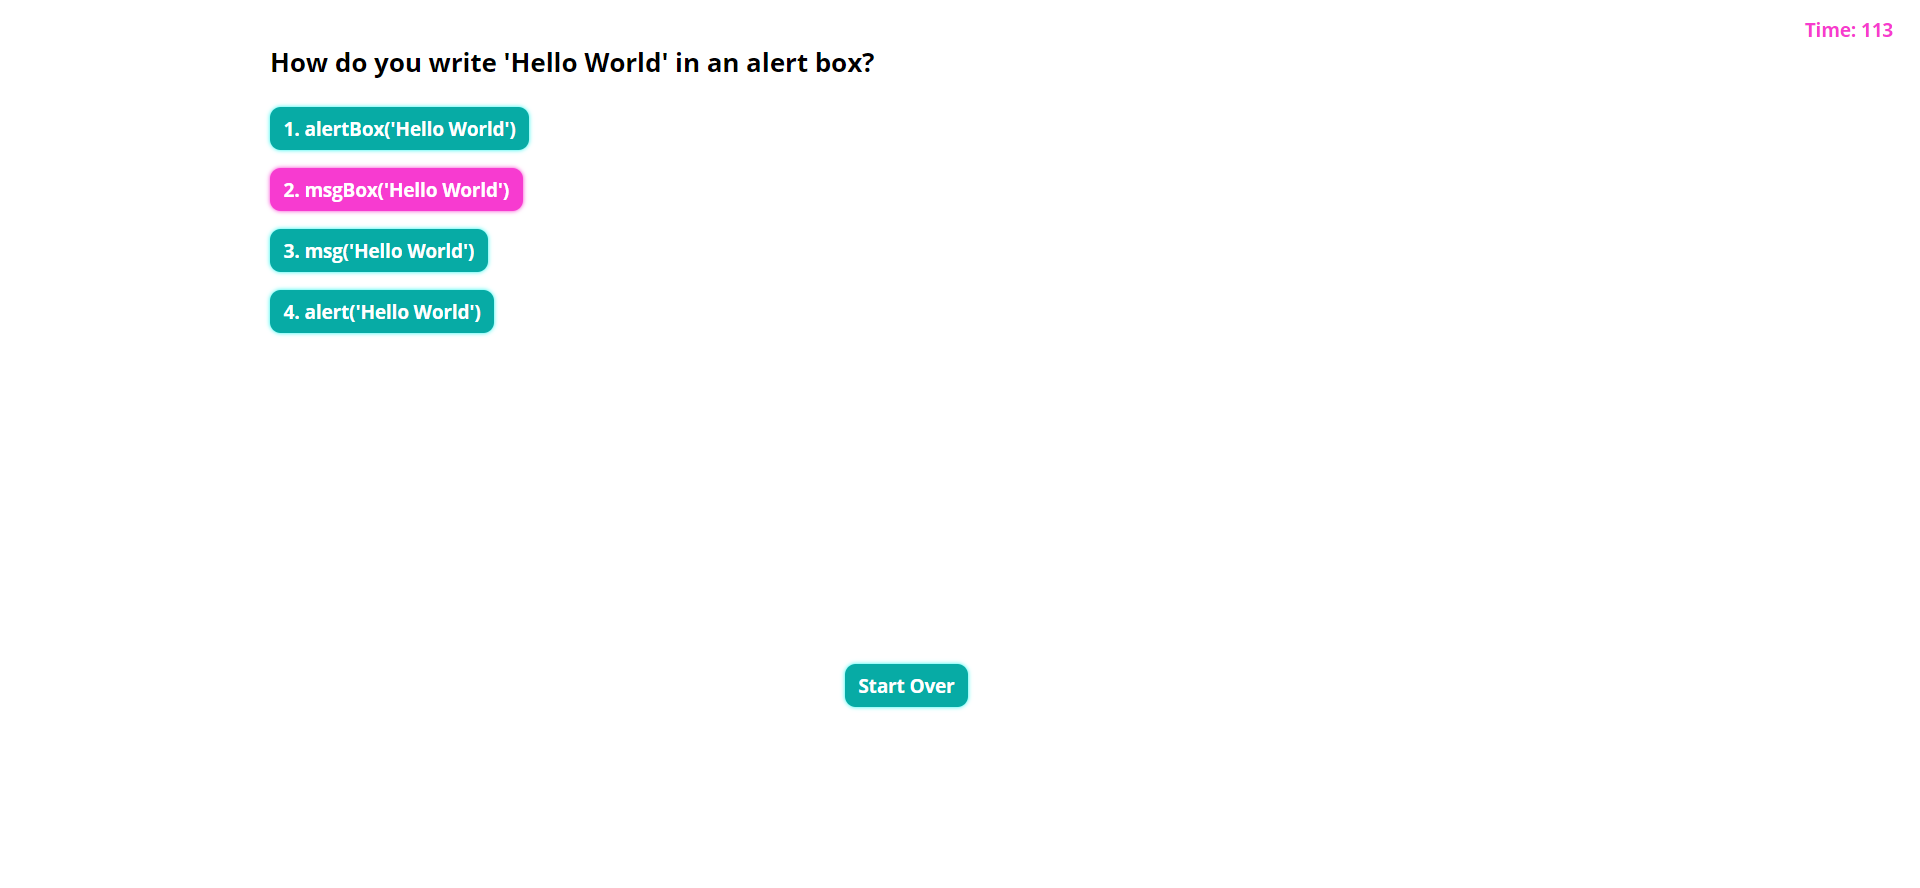 Time: 113
How do you write 'Hello World' in an alert box?
1. alertBox('Hello World')
2. msgBox('Hello World')
3. msg('Hello World')
4. alert('Hello World')
Start Over